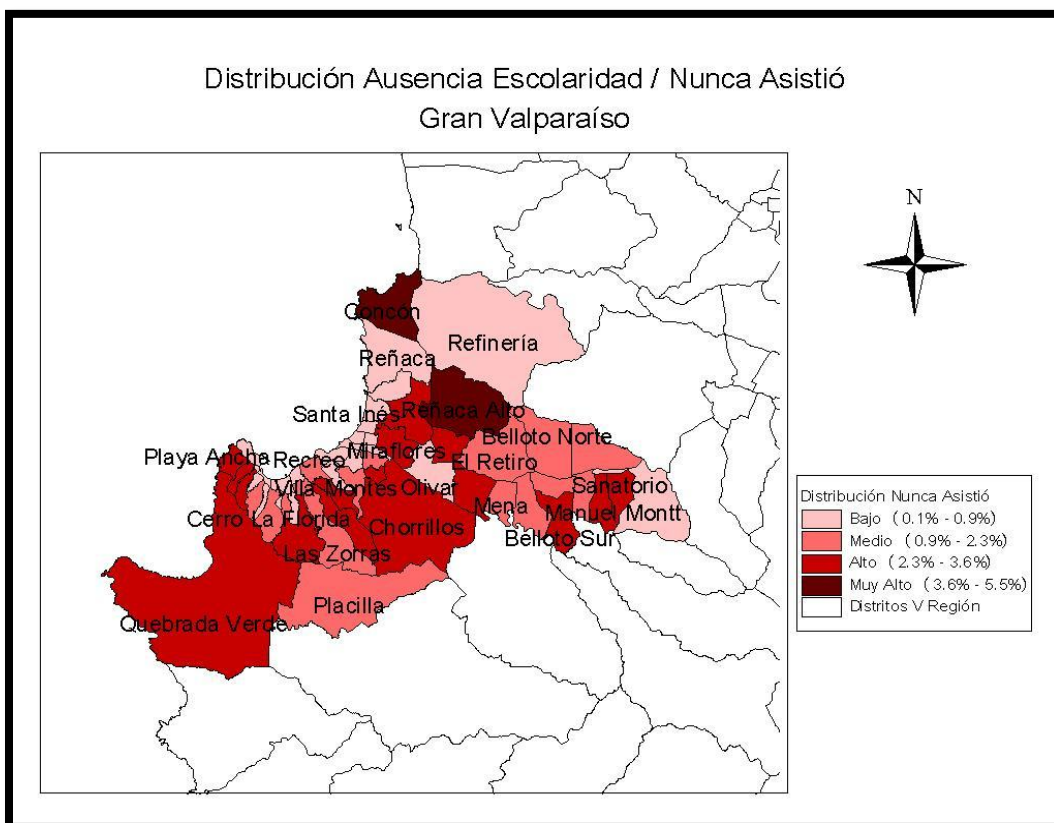 Distribución Ausencia Escolaridad / Nunca Asistió
Gran Valparaíso
N
Concón
Refinería
Reñaca
Santa Inés
Reñaca Alto
Belloto Norte
Miraflores
El Retiro
Playa Ancha
Recreo
Villa Montes
Olivar
Sanatorio
Mena
Manuel Montt
Cerro La Florida
Chorrillos
Belloto Sur
Las Zorras
Placilla
Quebrada Verde
Distribución Nunca Asistió
Bajo (0.1% - 0.9%)
Medio (0.9% - 2.3%)
Alto (2.3% - 3.6%)
Muy Alto (3.6% - 5.5%)
Distritos V Región